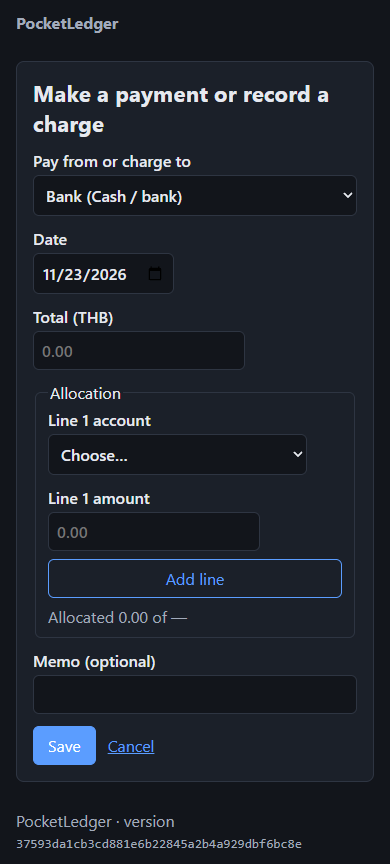 PocketLedger
Make a payment or record a
charge
Pay from or charge to
Bank (Cash / bank)
Date
11/23/2026
Total (THB)
0.00
Allocation
Line 1 account
Choose...
Line 1 amount
0.00
Add line
Allocated 0.00 of —
Memo (optional)
Save Cancel
PocketLedger · version
37593da1cb3cd881e6b22845a2b4a929dbf6bc8e